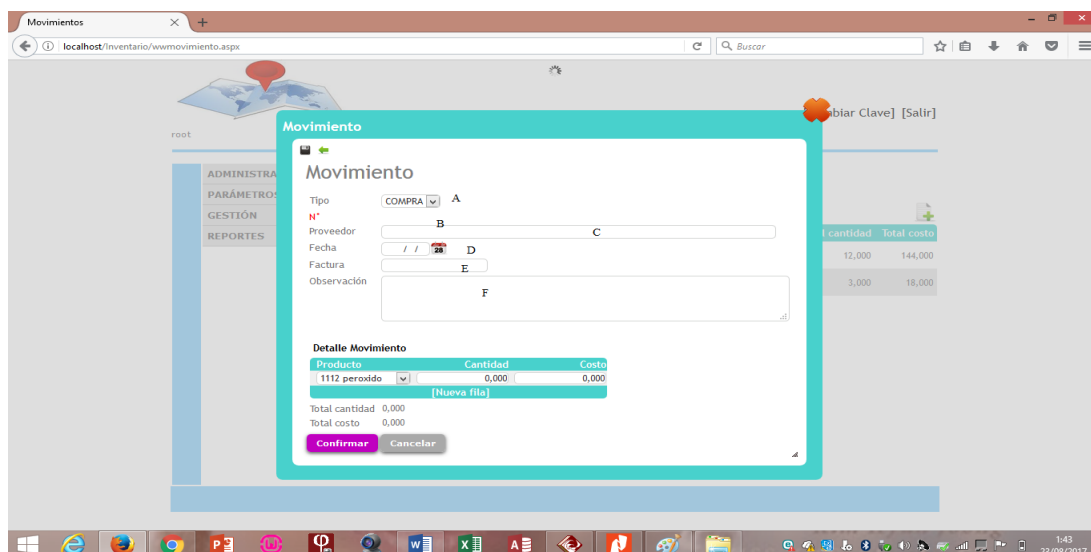 Movimientos
localhost/Inventario/wwmovimiento.aspx
Buscar
root
biar Clave] [Salir]
Movimiento
ADMINISTRA
PARÁMETROS
GESTIÓN
REPORTES
Movimiento
Tipo COMPRA A
N° B
Proveedor C
Fecha / / 28 D
Factura E
Observación F
cantidad Total costo
12,000 144,000
3,000 18,000
Detalle Movimiento
Producto Cantidad Costo
1112 peroxido 0,000 0,000
[Nueva fila]
Total cantidad 0,000
Total costo 0,000
Confirmar Cancelar
1:43
23/08/2017